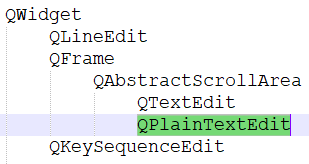 QWidget
QLineEdit
QFrame
QAbstractScrollArea
QTextEdit
QPlainTextEdit
QKeySequenceEdit